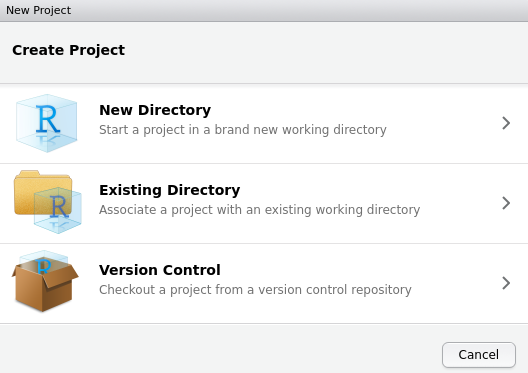 New Project
Create Project
R
New Directory
Start a project in a brand new working directory
R
Existing Directory
Associate a project with an existing working directory
R
Version Control
Checkout a project from a version control repository
Cancel